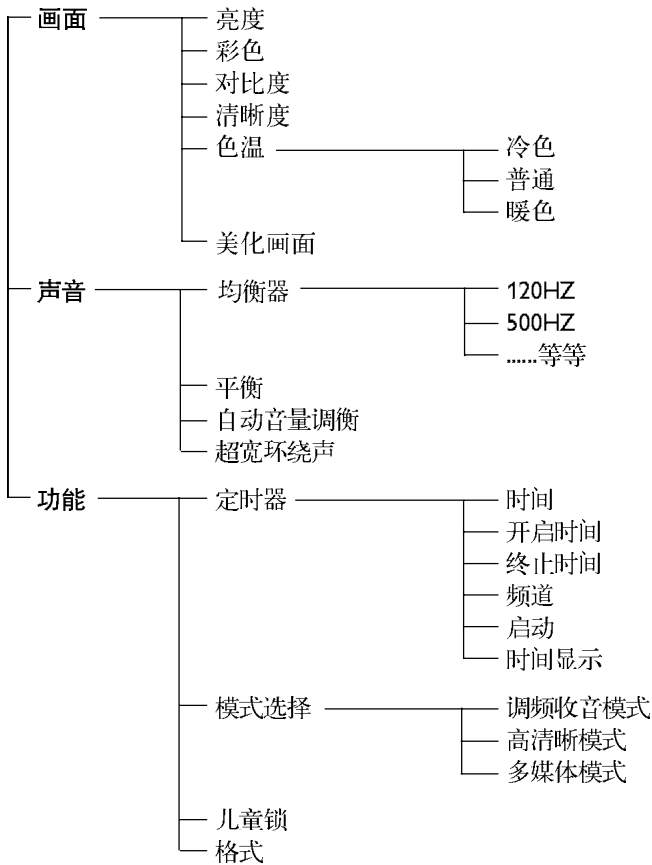 画面 亮度
彩色
对比度
清晰度
色温 冷色
普通
暖色
美化画面
声音 均衡器 120HZ
500HZ
......等等
平衡
自动音量调衡
超宽环绕声
功能 定时器 时间
开启时间
终止时间
频道
启动
时间显示
模式选择 调频收音模式
高清晰模式
多媒体模式
儿童锁
格式